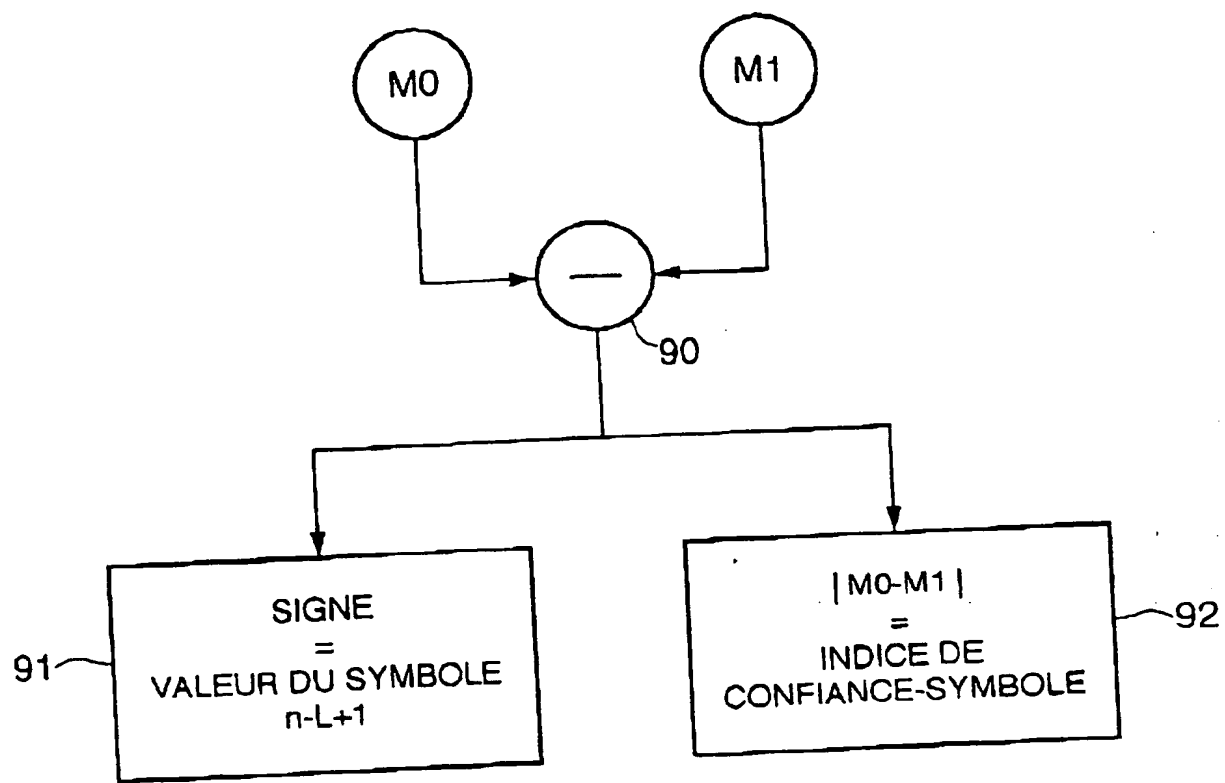 M0
M1
90
SIGNE
=
VALEUR DU SYMBOLE
n-L+1
91
|M0-M1|
=
INDICE DE
CONFIANCE-SYMBOLE
92